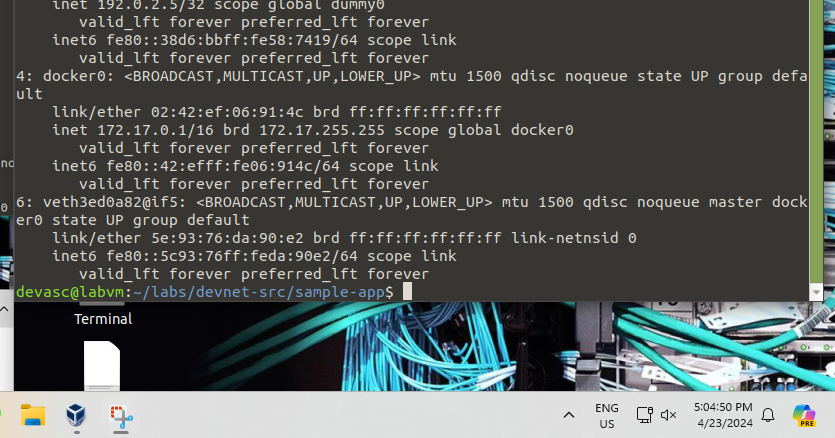 inet 192.0.2.5/32 scope global dummy0
valid_lft forever preferred_lft forever
inet6 fe80::38d6:bbff:fe58:7419/64 scope link
valid_lft forever preferred_lft forever
4: docker0: <BROADCAST,MULTICAST,UP,LOWER_UP> mtu 1500 qdisc noqueue state UP group defa
ult
link/ether 02:42:ef:06:91:4c brd ff:ff:ff:ff:ff:ff
inet 172.17.0.1/16 brd 172.17.255.255 scope global docker0
valid_lft forever preferred_lft forever
inet6 fe80::42:efff:fe06:914c/64 scope link
valid_lft forever preferred_lft forever
6: veth3ed0a82@if5: <BROADCAST,MULTICAST,UP,LOWER_UP> mtu 1500 qdisc noqueue master dock
er0 state UP group default
link/ether 5e:93:76:da:90:e2 brd ff:ff:ff:ff:ff:ff link-netnsid 0
inet6 fe80::5c93:76ff:feda:90e2/64 scope link
valid_lft forever preferred_lft forever
devasc@labvm:~/labs/devnet-src/sample-app$
no
0
Terminal
ENG
US
5:04:50 PM
4/23/2024
PRE